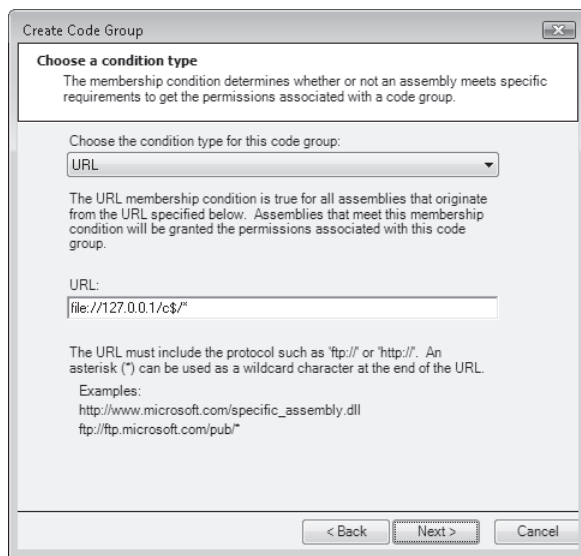 Create Code Group
Choose a condition type
The membership condition determines whether or not an assembly meets specific
requirements to get the permissions associated with a code group.
Choose the condition type for this code group:
URL
The URL membership condition is true for all assemblies that originate
from the URL specified below. Assemblies that meet this membership
condition will be granted the permissions associated with this code
group.
URL:
file://127.0.0.1/c$/*
The URL must include the protocol such as 'ftp://' or 'http://'. An
asterisk (*) can be used as a wildcard character at the end of the URL.
Examples:
http://www.microsoft.com/specific_assembly.dll
ftp://ftp.microsoft.com/pub/*
< Back
Next >
Cancel